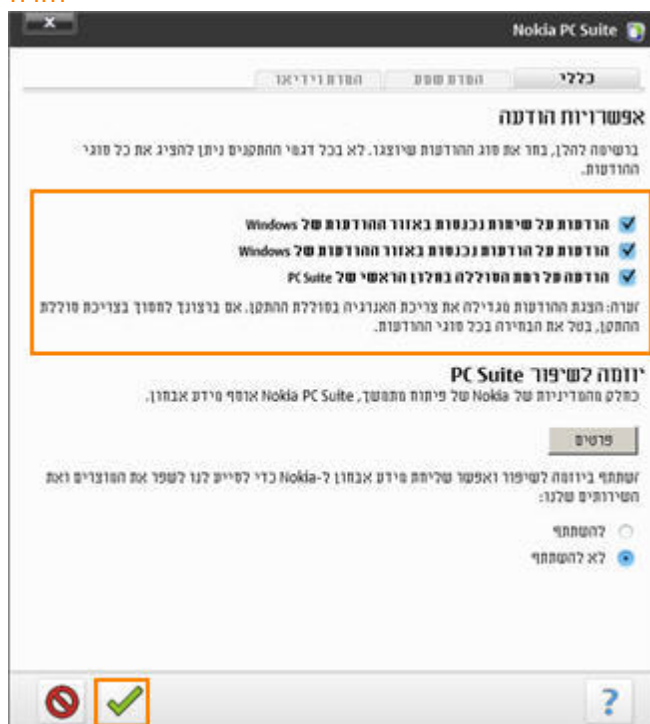 Nokia PC Suite
כללי
המרת שמע
המרת וידיאו
אפשרויות הודעה
ברשימה להלן, בחר את סוג ההודעות שיוצגו. לא בכל דגמי ההתקנים ניתן להציג את כל סוגי
ההודעות.
הודעות על שיחות נכנסות באזור ההודעות של Windows
הודעות על הודעות נכנסות באזור ההודעות של Windows
הודעה על רמת הסוללה בחלון הראשי של PC Suite
הערה: הצגת ההודעות מגדילה את צריכת האנרגיה בסוללת ההתקן. אם ברצונך לחסוך בצריכת סוללת
ההתקן, בטל את הבחירה בכל סוגי ההודעות.
יוזמה לשיפור PC Suite
כחלק מהמדיניות של Nokia של פיתוח מתמשך, Nokia PC Suite אוסף מידע אבחון.
פרטים
השתתף ביוזמה לשיפור ואפשר שליחת מידע אבחון ל-Nokia כדי לסייע לנו לשפר את המוצרים ואת
השירותים שלנו:
להשתתף
לא להשתתף